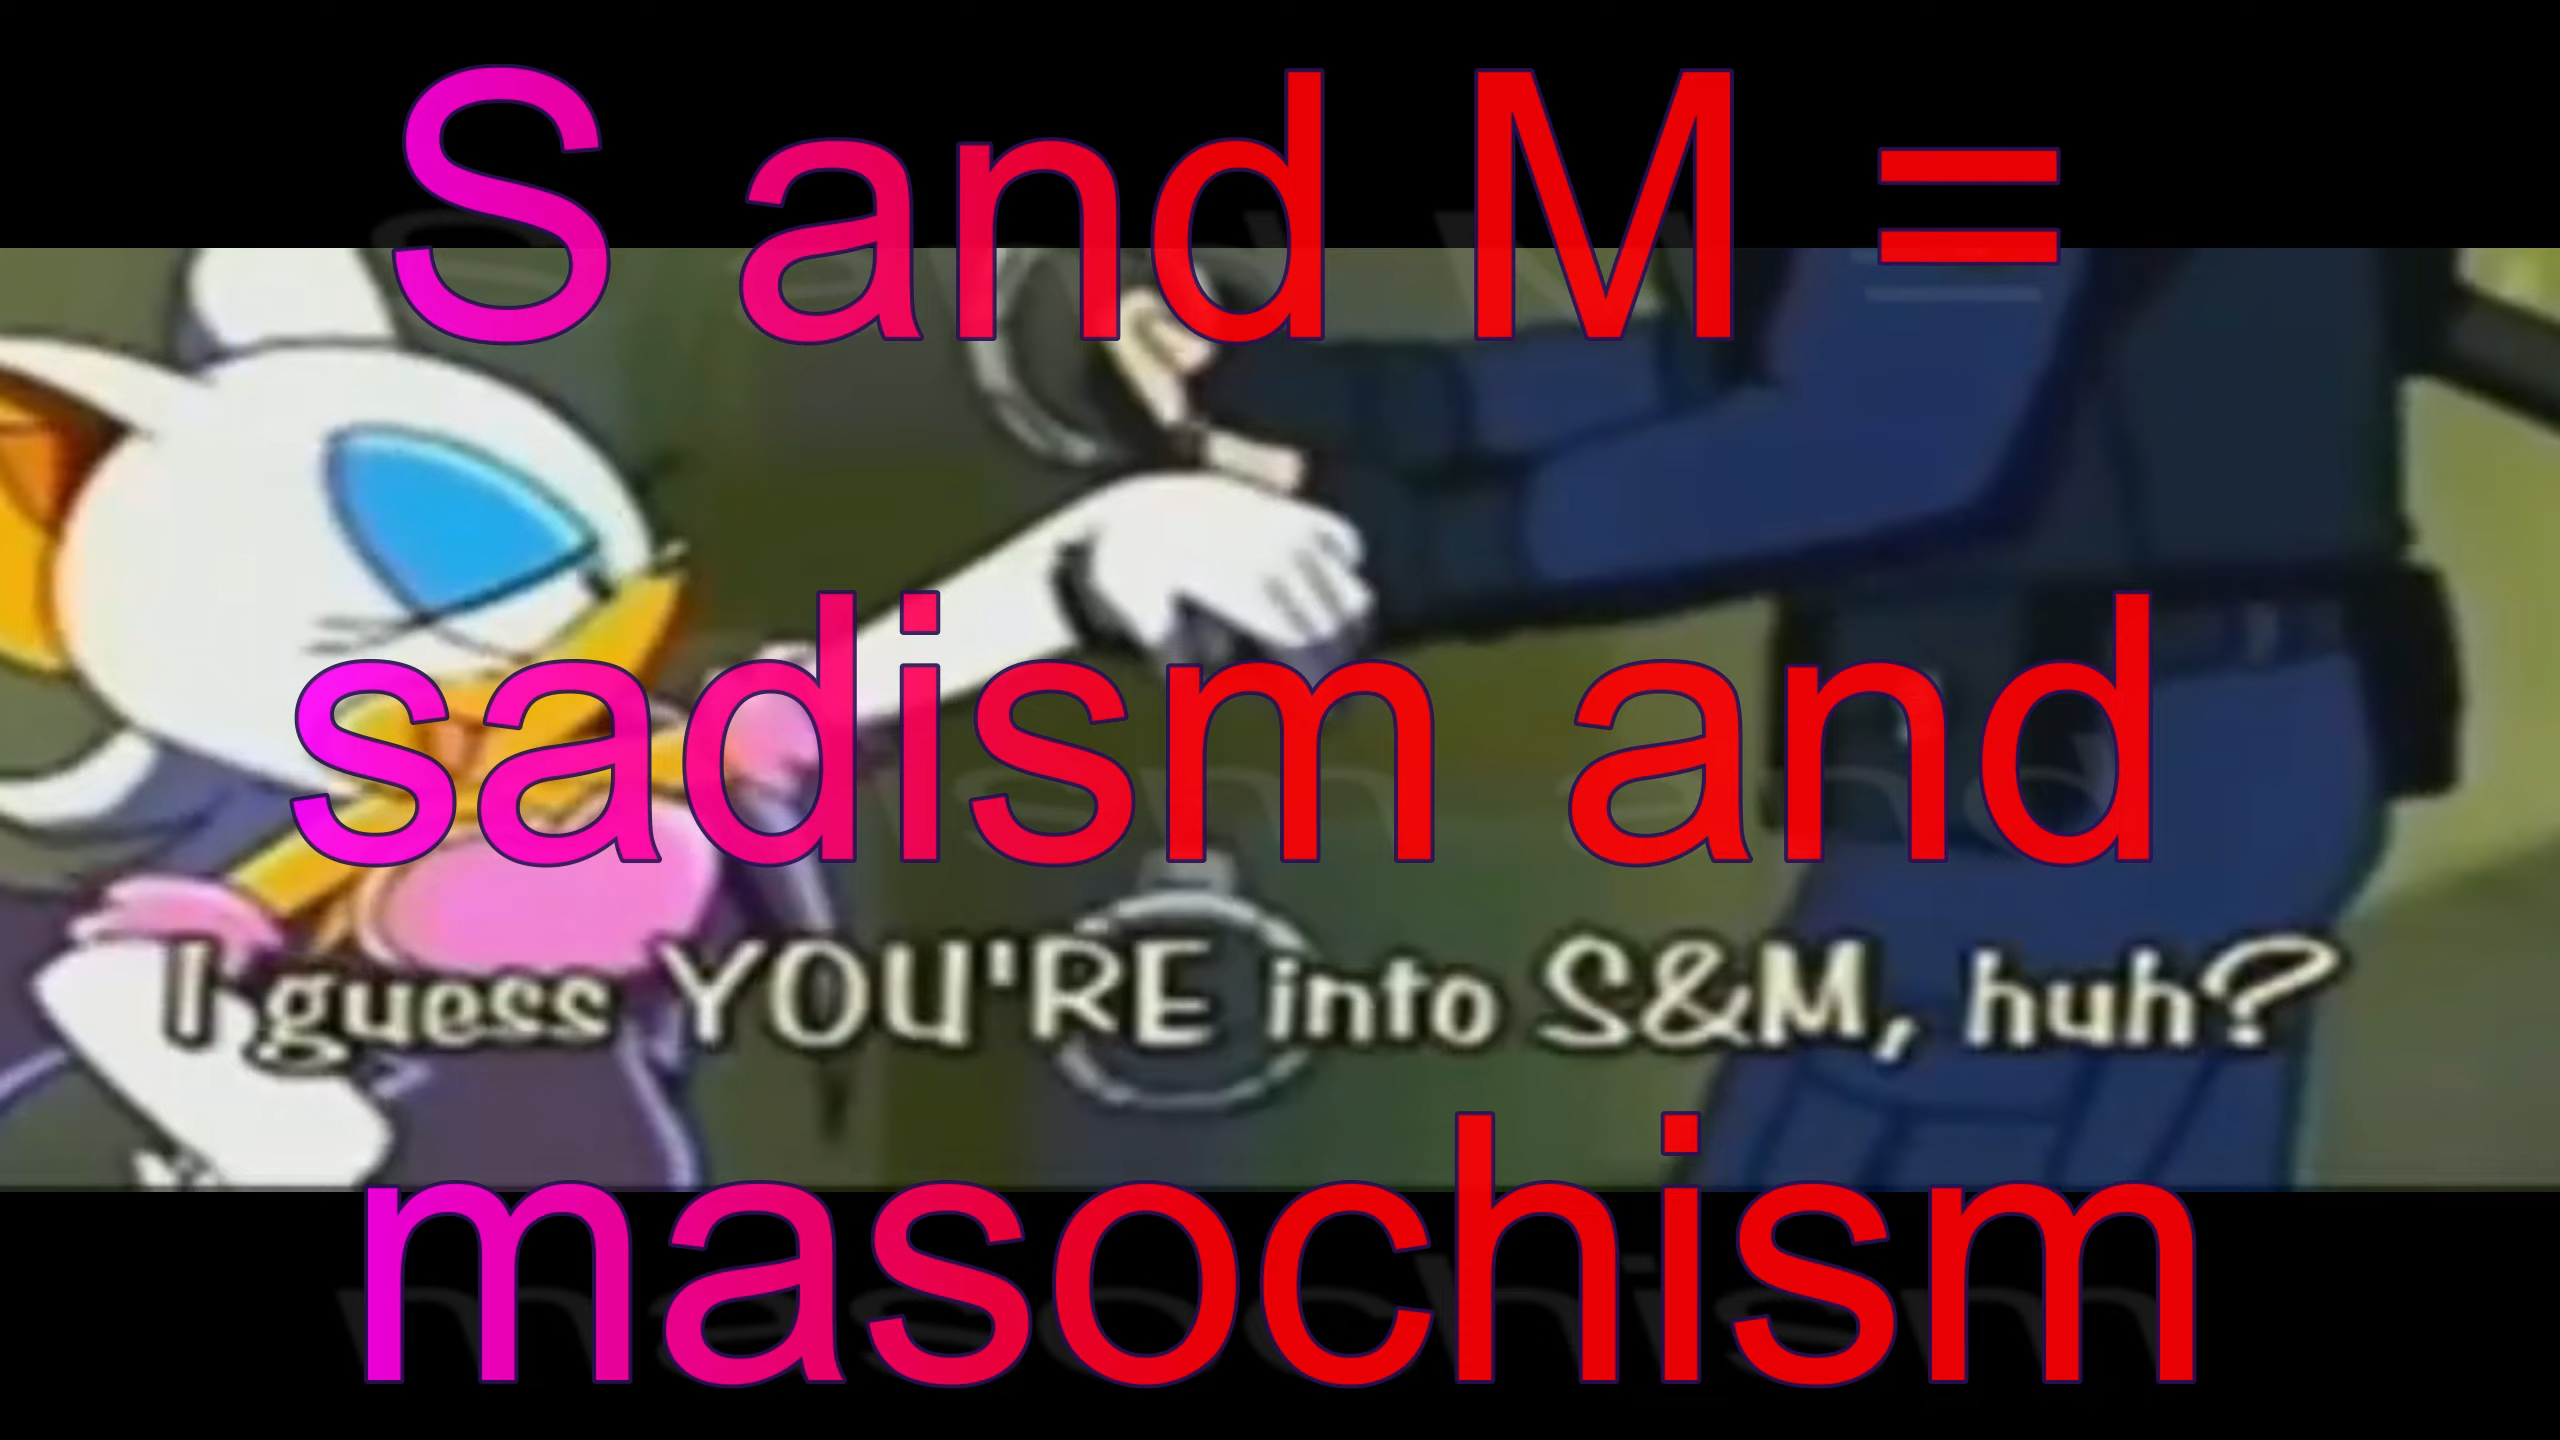 S and M =
sadism and
I guess YOU'RE into S&M, huh?
masochism